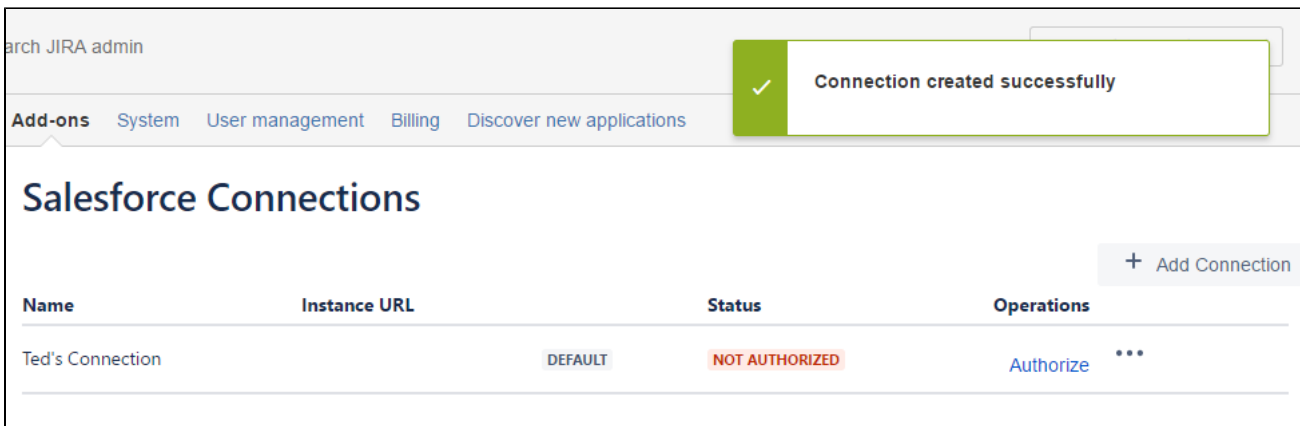 arch JIRA admin
Connection created successfully
Add-ons System User management Billing Discover new applications
Salesforce Connections
+ Add Connection
Name Instance URL Status Operations
Ted's Connection DEFAULT NOT AUTHORIZED Authorize •••